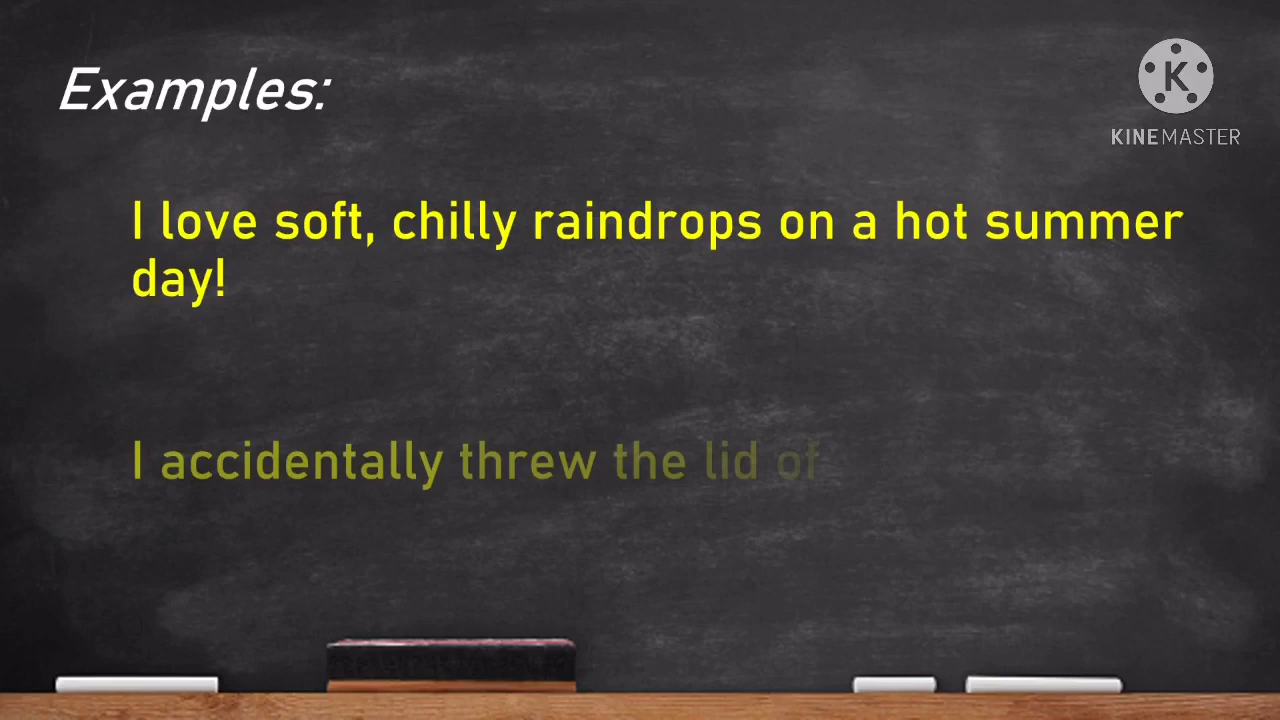 Examples:
K
KINEMASTER
I love soft, chilly raindrops on a hot summer
day!
I accidentally threw the lid of